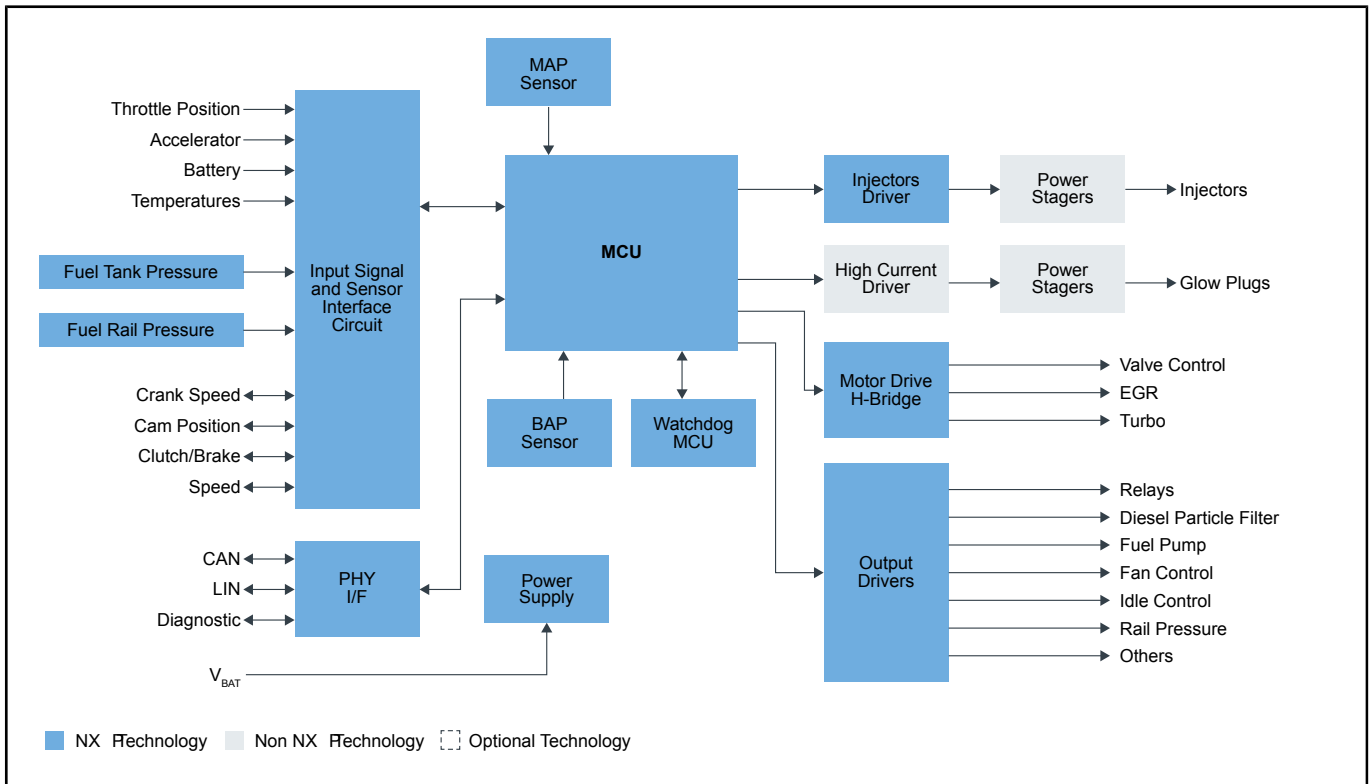 MAP
Sensor
Throttle Position
Accelerator
Battery
Temperatures
Fuel Tank Pressure
Fuel Rail Pressure
Crank Speed
Cam Position
Clutch/Brake
Speed
Input Signal
and Sensor
Interface
Circuit
MCU
Injectors
Driver
Power
Stagers
Injectors
High Current
Driver
Power
Stagers
Glow Plugs
Motor Drive
H-Bridge
Valve Control
EGR
Turbo
BAP
Sensor
Watchdog
MCU
CAN
LIN
Diagnostic
PHY
I/F
Power
Supply
VBAT
Output
Drivers
Relays
Diesel Particle Filter
Fuel Pump
Fan Control
Idle Control
Rail Pressure
Others
NXP Technology
Non NXP Technology
Optional Technology